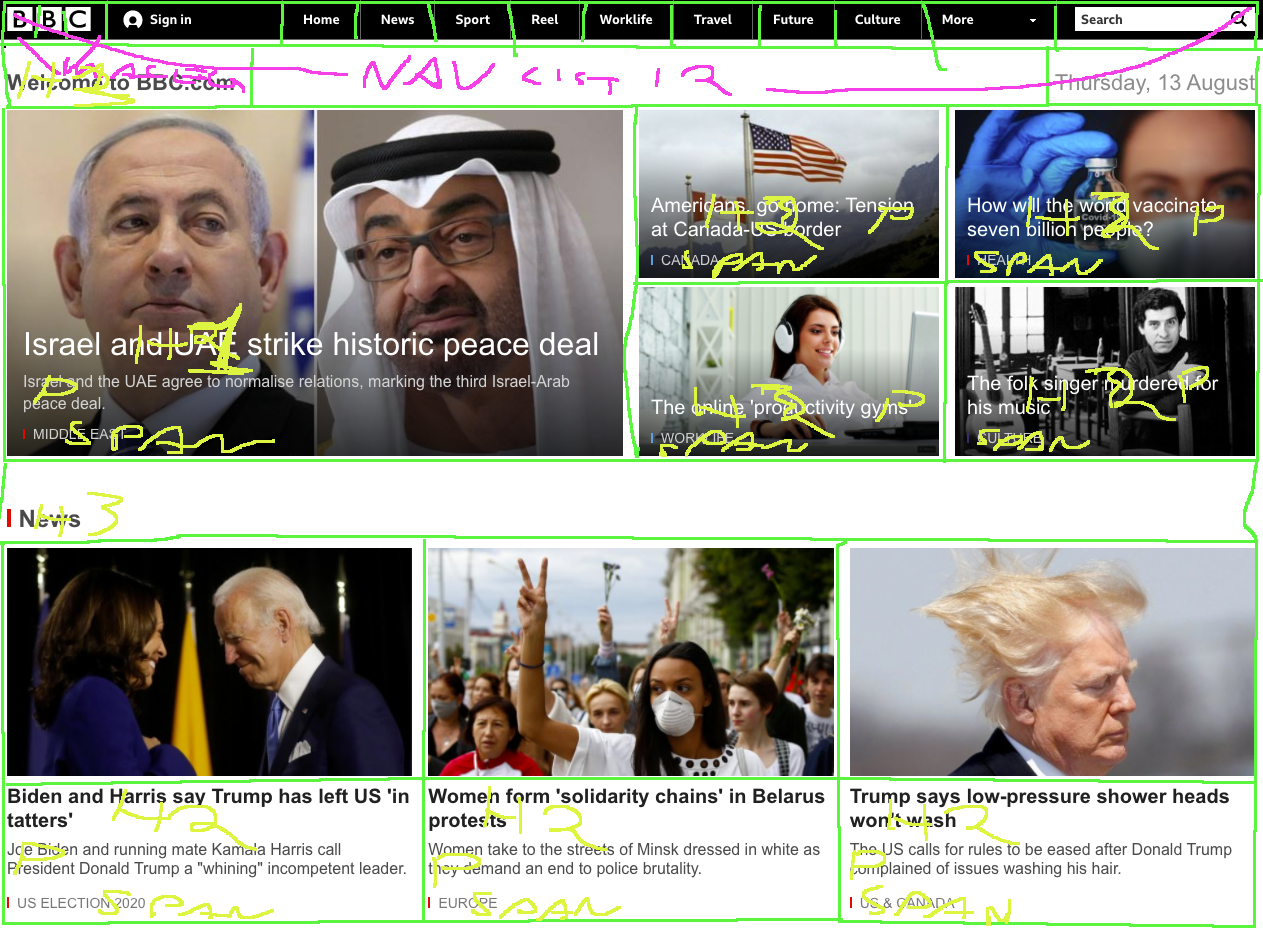 BBC Sign in Home News Sport Reel Worklife Travel Future Culture More Search
NAV LIST 12
Welcome to BBC.com Thursday, 13 August
H3
Americans, go home: Tension
at Canada-US border
H3 P
CANADA
SPAN
How will the world vaccinate
seven billion people?
H3 P
HEALTH
SPAN
Covid-19
Israel and UAE strike historic peace deal
H1
Israel and the UAE agree to normalise relations, marking the third Israel-Arab
peace deal.
P
MIDDLE EAST
SPAN
The online 'productivity gyms'
H3 P
WORKLIFE
SPAN
The folk singer murdered for
his music
H2 P
CULTURE
SPAN
News
H3
Biden and Harris say Trump has left US 'in
tatters'
H2
Joe Biden and running mate Kamala Harris call
President Donald Trump a "whining" incompetent leader.
P
US ELECTION 2020
SPAN
Women form 'solidarity chains' in Belarus
protests
H2
Women take to the streets of Minsk dressed in white as
they demand an end to police brutality.
P
EUROPE
SPAN
Trump says low-pressure shower heads
won't wash
H2
The US calls for rules to be eased after Donald Trump
complained of issues washing his hair.
P
US & CANADA
SPAN